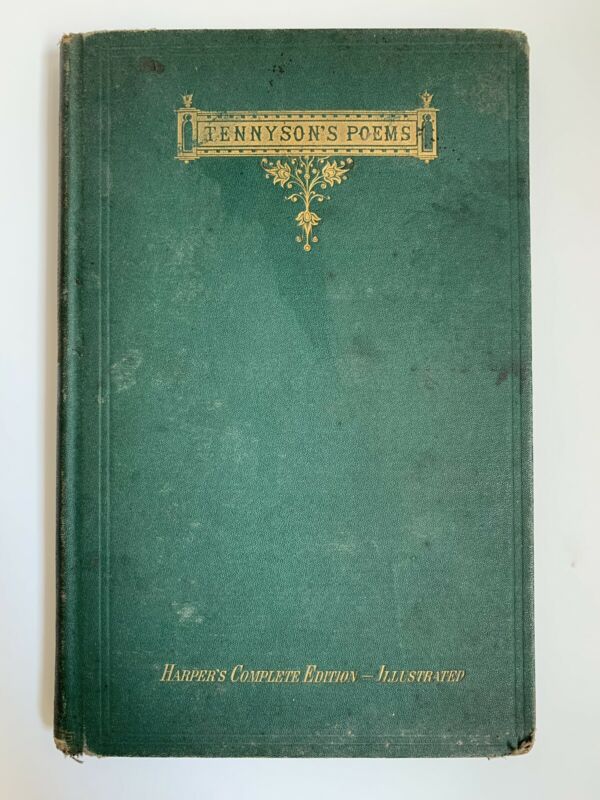 TENNYSON'S POEMS
HARPER'S COMPLETE EDITION — ILLUSTRATED